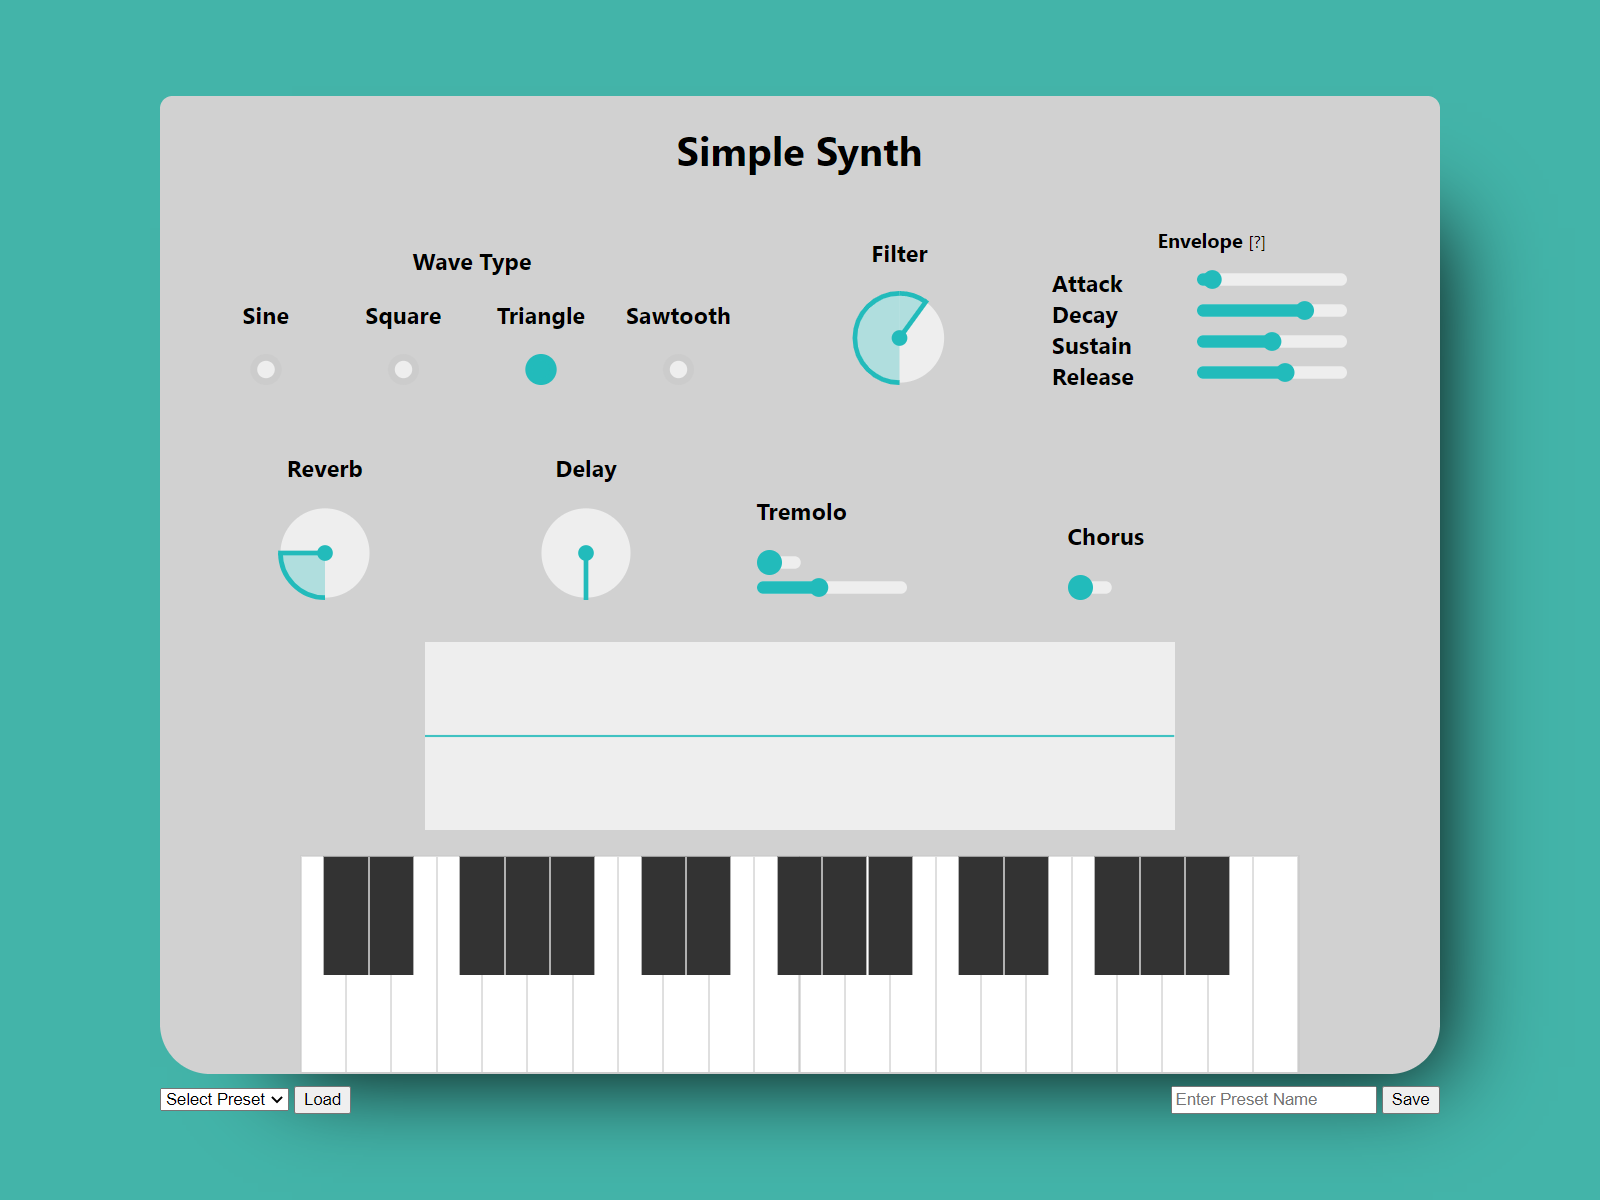 Simple Synth
Wave Type
Sine Square Triangle Sawtooth
Filter
Envelope [?]
Attack
Decay
Sustain
Release
Reverb
Delay
Tremolo
Chorus
Select Preset Load
Enter Preset Name Save